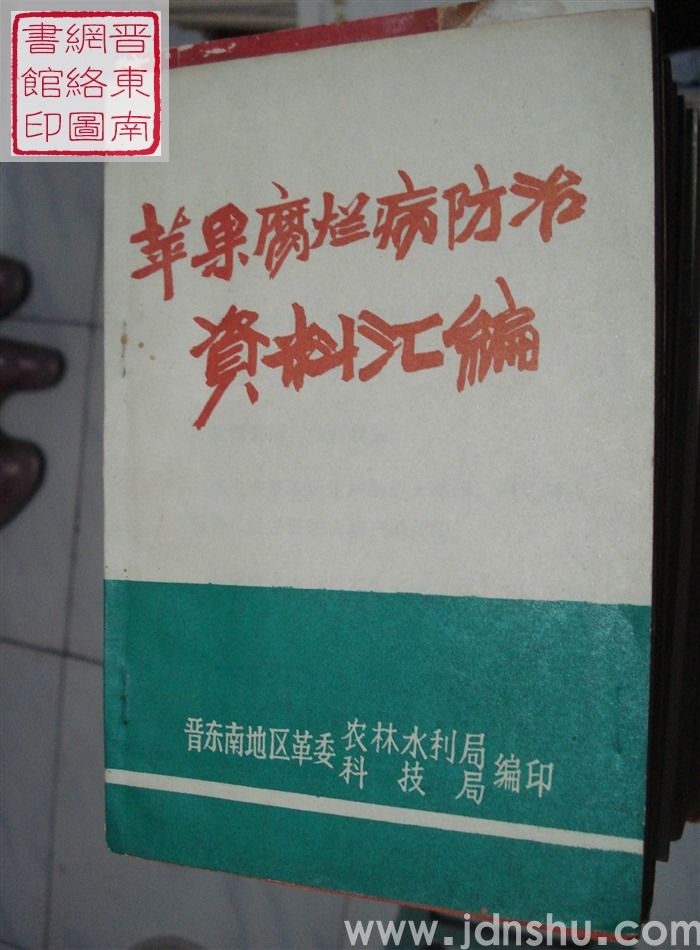 晋東南
網絡圖
書館印
苹果腐烂病防治
資料汇编
晋东南地区革委 农林水利局 编印
科技局
www.jdnshu.com